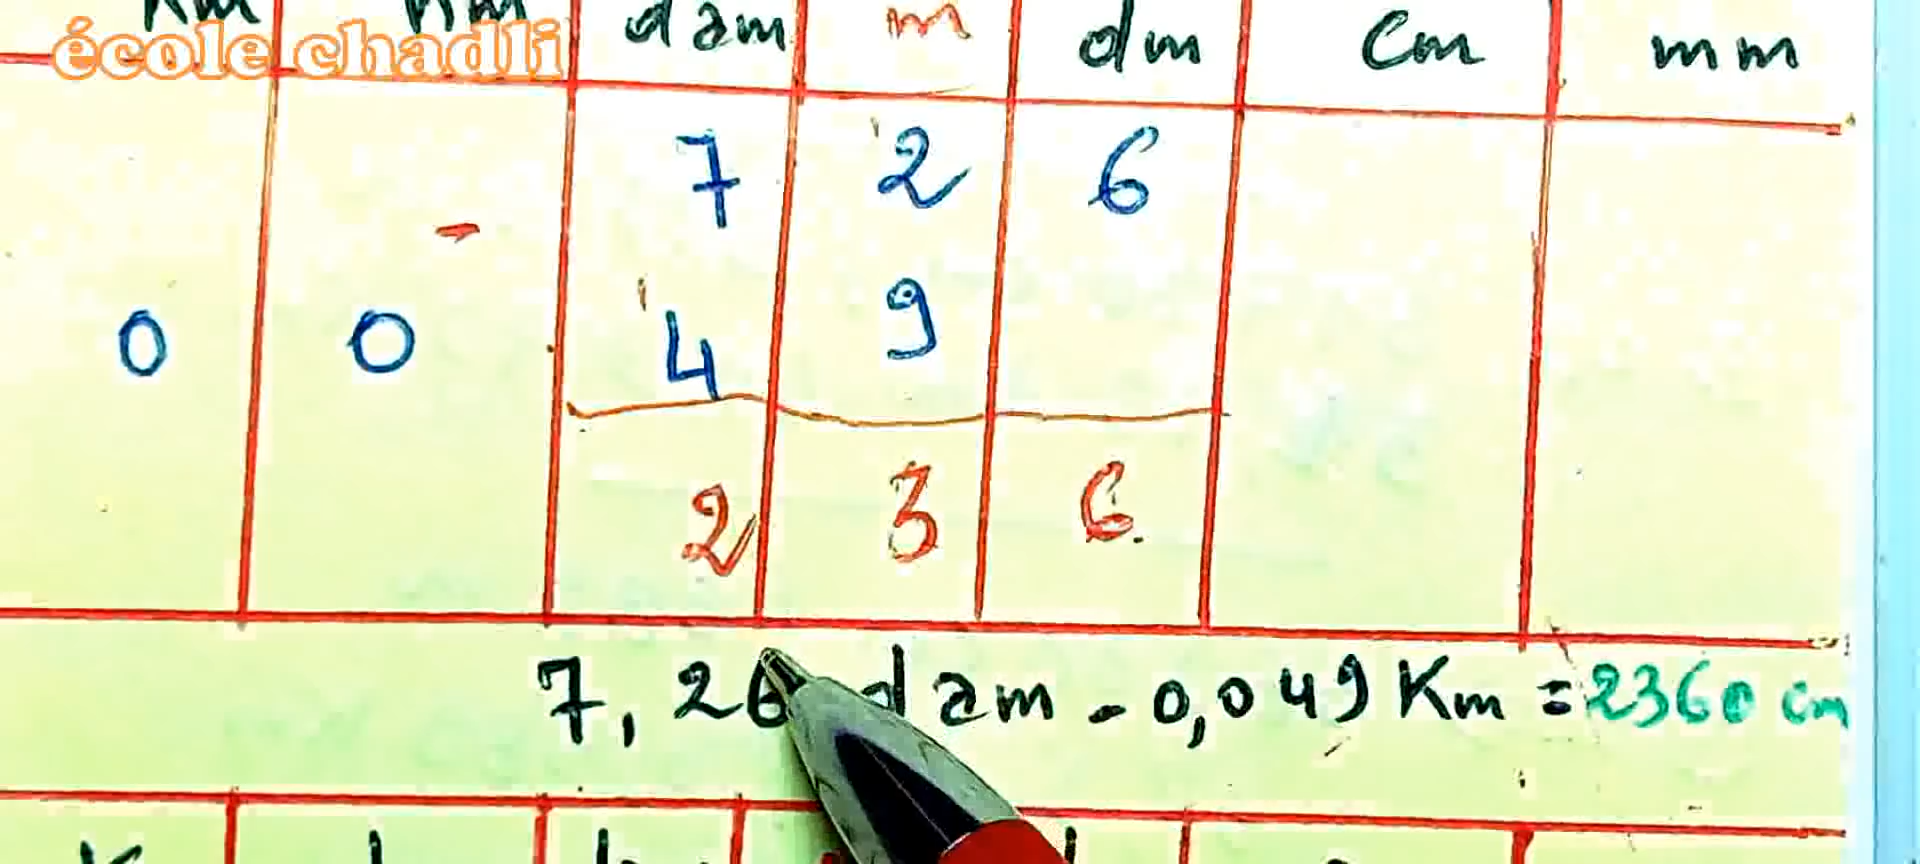 école chadli
dam m dm cm mm
7 2 6
0 0 4 9
2 3 6
7, 26 dam - 0,049 Km = 2360 cm